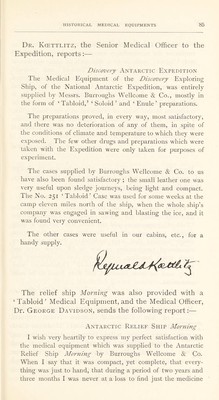 HISTORICAL MEDICAL EQUIPMENTS 85
DR. KŒTTLITZ, the Senior Medical Officer to the
Expedition, reports:—
Discovery ANTARCTIC EXPEDITION
The Medical Equipment of the Discovery Exploring
Ship, of the National Antarctic Expedition, was entirely
supplied by Messrs. Burroughs Wellcome & Co., mostly in
the form of ‘Tabloid,’ ‘Soloid’ and ‘Enule’ preparations.
The preparations proved, in every way, most satisfactory,
and there was no deterioration of any of them, in spite of
the conditions of climate and temperature to which they were
exposed. The few other drugs and preparations which were
taken with the Expedition were only taken for purposes of
experiment.
The cases supplied by Burroughs Wellcome & Co. to us
have also been found satisfactory; the small leather one was
very useful upon sledge journeys, being light and compact.
The No. 251 ‘Tabloid’ Case was used for some weeks at the
camp eleven miles north of the ship, when the whole ship's
company was engaged in sawing and blasting the ice, and it
was found very convenient.
The other cases were useful in our cabins, etc., for a
handy supply.
Reginald Koettlitz
The relief ship Morning was also provided with a
‘Tabloid’ Medical Equipment, and the Medical Officer,
DR. GEORGE DAVIDSON, sends the following report:—
ANTARCTIC RELIEF SHIP Morning
I wish very heartily to express my perfect satisfaction with
the medical equipment which was supplied to the Antarctic
Relief Ship Morning by Burroughs Wellcome & Co.
When I say that it was compact, yet complete, that every-
thing was just to hand, that during a period of two years and
three months I was never at a loss to find just the medicine